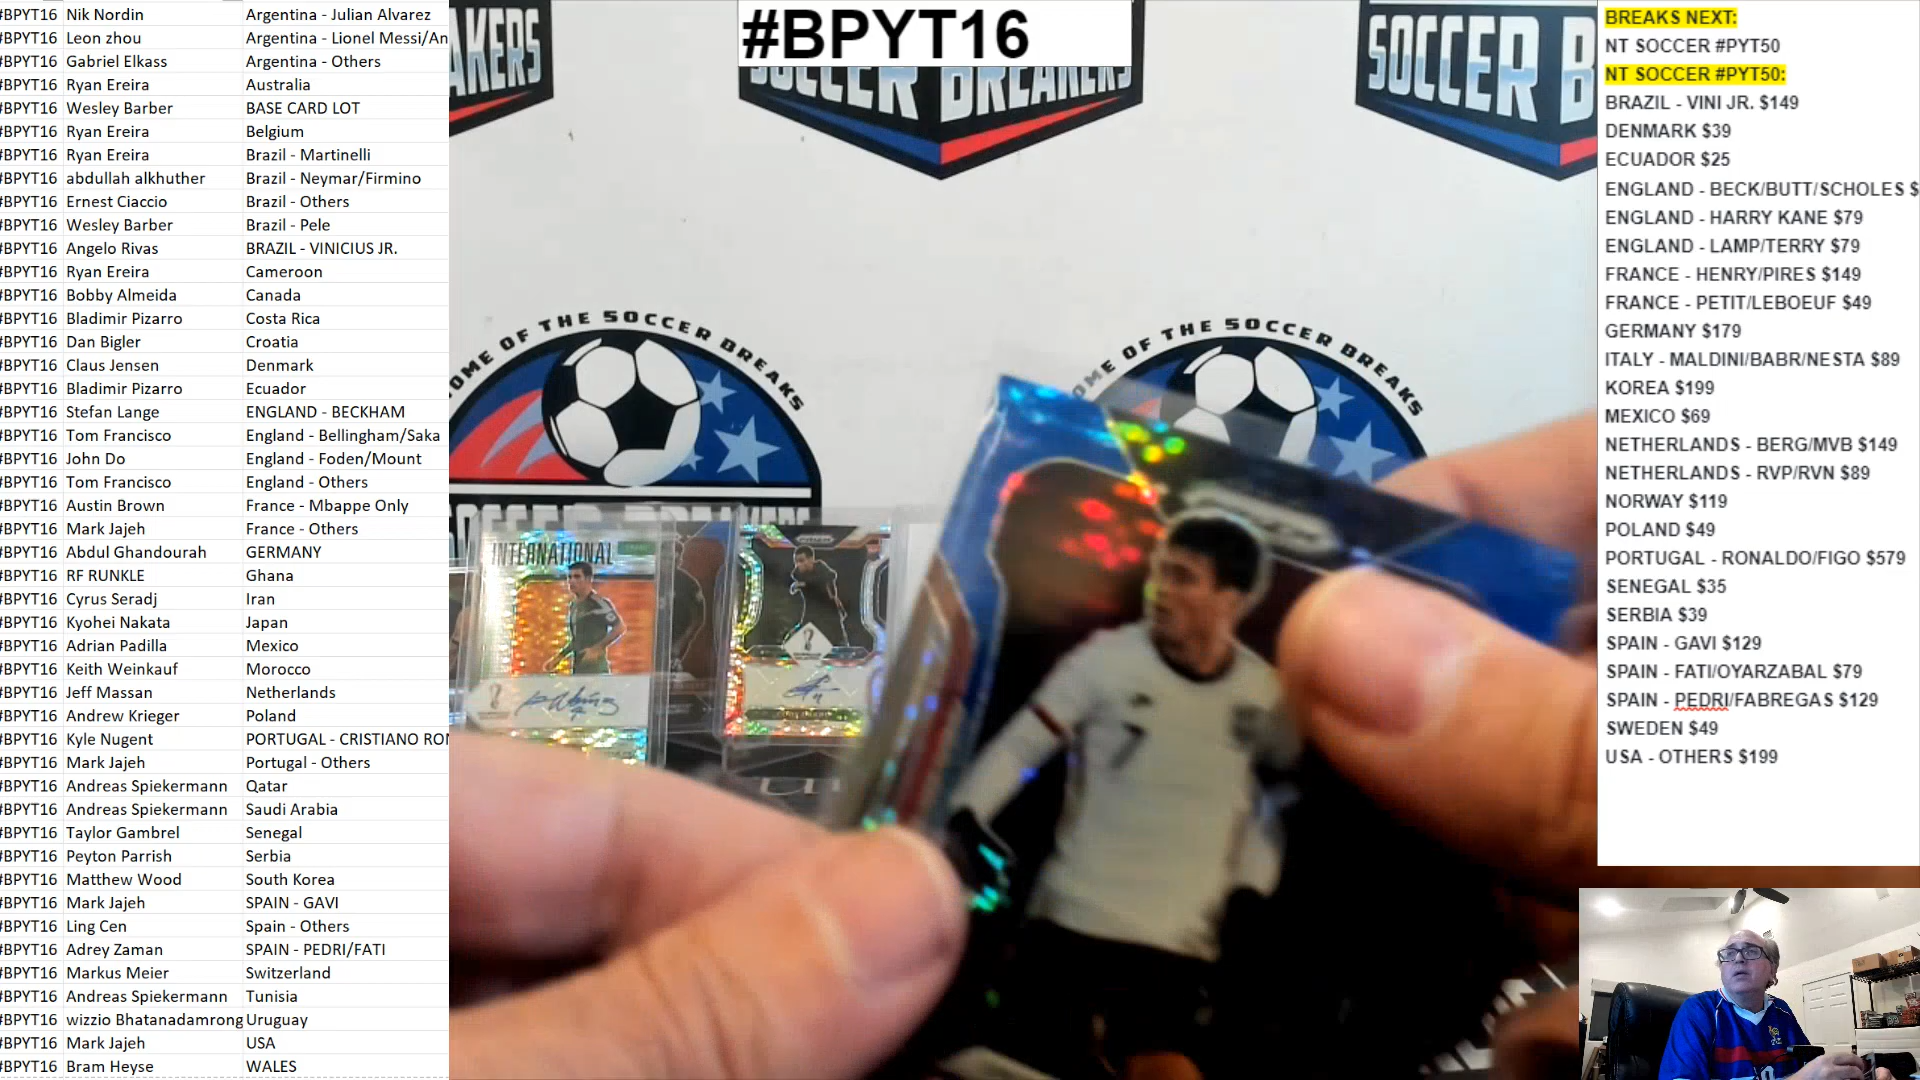 #BPYT16 Nik Nordin Argentina - Julian Alvarez
#BPYT16 Leon zhou Argentina - Lionel Messi/An
#BPYT16 Gabriel Elkass Argentina - Others
#BPYT16 Ryan Ereira Australia
#BPYT16 Wesley Barber BASE CARD LOT
#BPYT16 Ryan Ereira Belgium
#BPYT16 Ryan Ereira Brazil - Martinelli
#BPYT16 abdullah alkhuther Brazil - Neymar/Firmino
#BPYT16 Ernest Ciaccio Brazil - Others
#BPYT16 Wesley Barber Brazil - Pele
#BPYT16 Angelo Rivas BRAZIL - VINICIUS JR.
#BPYT16 Ryan Ereira Cameroon
#BPYT16 Bobby Almeida Canada
#BPYT16 Bladimir Pizarro Costa Rica
#BPYT16 Dan Bigler Croatia
#BPYT16 Claus Jensen Denmark
#BPYT16 Bladimir Pizarro Ecuador
#BPYT16 Stefan Lange ENGLAND - BECKHAM
#BPYT16 Tom Francisco England - Bellingham/Saka
#BPYT16 John Do England - Foden/Mount
#BPYT16 Tom Francisco England - Others
#BPYT16 Austin Brown France - Mbappe Only
#BPYT16 Mark Jajeh France - Others
#BPYT16 Abdul Ghandourah GERMANY
#BPYT16 RF RUNKLE Ghana
#BPYT16 Cyrus Seradj Iran
#BPYT16 Kyohei Nakata Japan
#BPYT16 Adrian Padilla Mexico
#BPYT16 Keith Weinkauf Morocco
#BPYT16 Jeff Massan Netherlands
#BPYT16 Andrew Krieger Poland
#BPYT16 Kyle Nugent PORTUGAL - CRISTIANO RO
#BPYT16 Mark Jajeh Portugal - Others
#BPYT16 Andreas Spiekermann Qatar
#BPYT16 Andreas Spiekermann Saudi Arabia
#BPYT16 Taylor Gambrel Senegal
#BPYT16 Peyton Parrish Serbia
#BPYT16 Matthew Wood South Korea
#BPYT16 Mark Jajeh SPAIN - GAVI
#BPYT16 Ling Cen Spain - Others
#BPYT16 Adrey Zaman SPAIN - PEDRI/FATI
#BPYT16 Markus Meier Switzerland
#BPYT16 Andreas Spiekermann Tunisia
#BPYT16 wizzio Bhatanadamrong Uruguay
#BPYT16 Mark Jajeh USA
#BPYT16 Bram Heyse WALES
#BPYT16
AKERS
SOCCER BREAKERS
SOCCER B
OME OF THE SOCCER BREAKS
OME OF THE SOCCER BREAKS
SOCCER BREAKERS
INTERNATIONAL
7
BREAKS NEXT:
NT SOCCER #PYT50
NT SOCCER #PYT50:
BRAZIL - VINI JR. $149
DENMARK $39
ECUADOR $25
ENGLAND - BECK/BUTT/SCHOLES $
ENGLAND - HARRY KANE $79
ENGLAND - LAMP/TERRY $79
FRANCE - HENRY/PIRES $149
FRANCE - PETIT/LEBOEUF $49
GERMANY $179
ITALY - MALDINI/BABR/NESTA $89
KOREA $199
MEXICO $69
NETHERLANDS - BERG/MVB $149
NETHERLANDS - RVP/RVN $89
NORWAY $119
POLAND $49
PORTUGAL - RONALDO/FIGO $579
SENEGAL $35
SERBIA $39
SPAIN - GAVI $129
SPAIN - FATI/OYARZABAL $79
SPAIN - PEDRI/FABREGAS $129
SWEDEN $49
USA - OTHERS $199